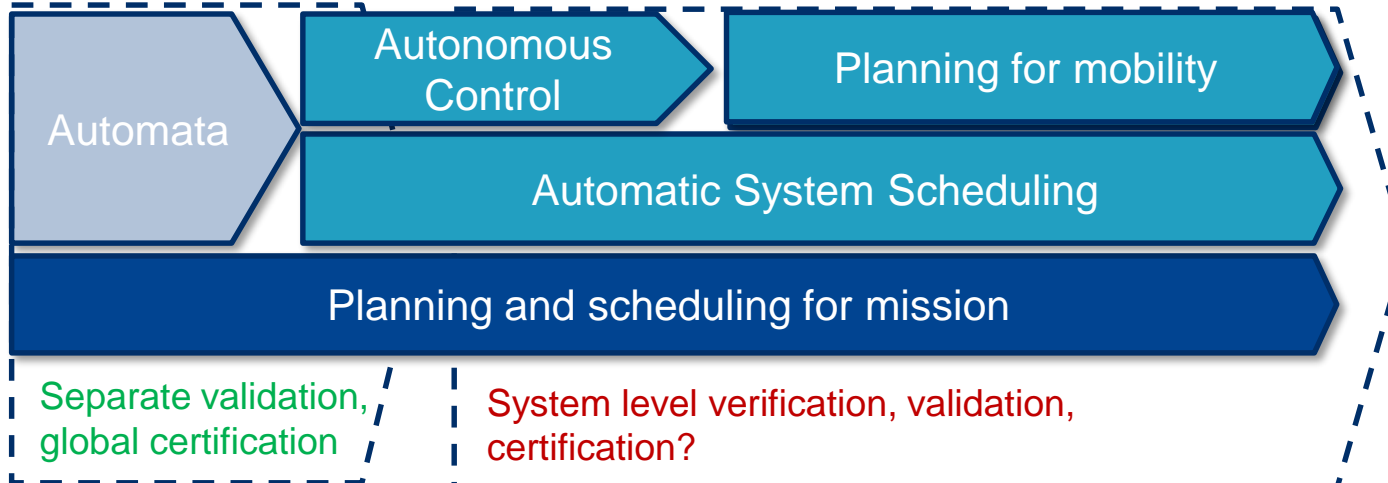 Autonomous
Control
Planning for mobility
Automata
Automatic System Scheduling
Planning and scheduling for mission
Separate validation,
global certification
System level verification, validation,
certification?